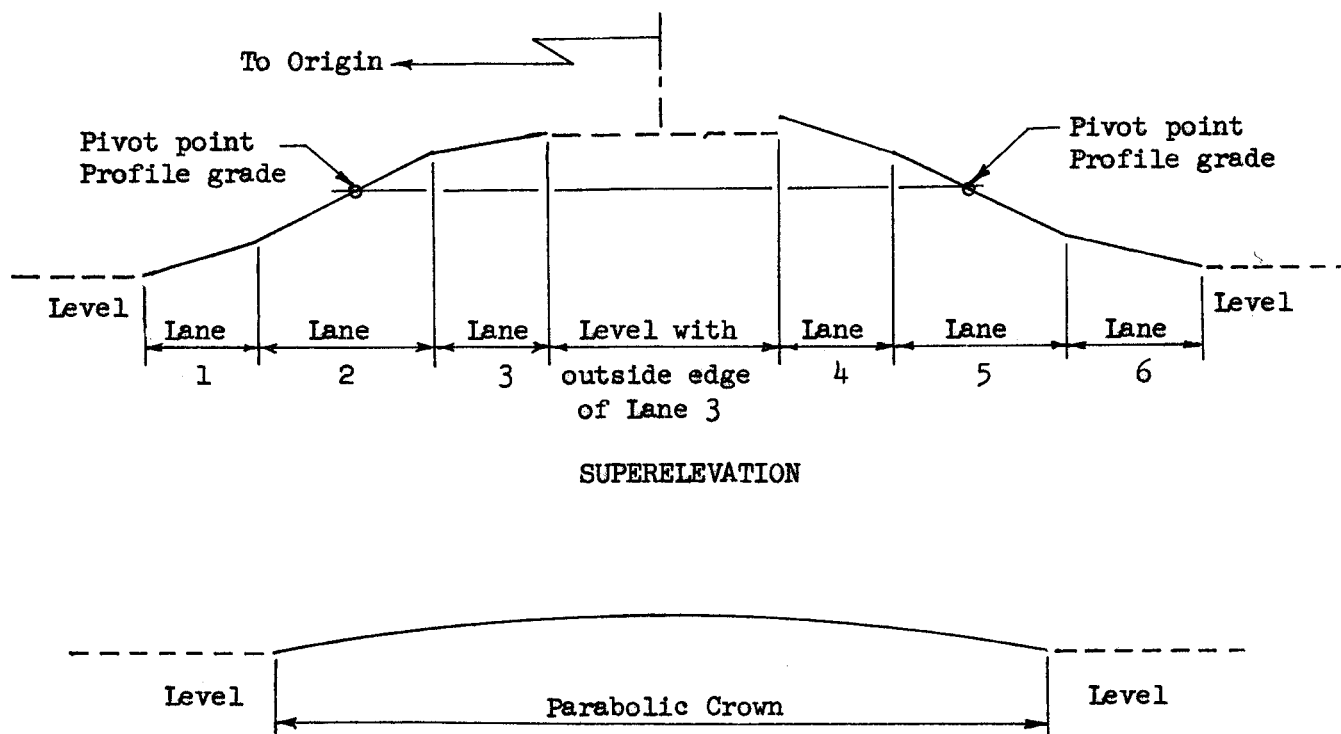 To Origin
Pivot point
Profile grade
Pivot point
Profile grade
Level
Lane
1
Lane
2
Lane
3
Level with
outside edge
of Lane 3
Lane
4
Lane
5
Lane
6
Level
SUPERELEVATION
Level
Parabolic Crown
Level